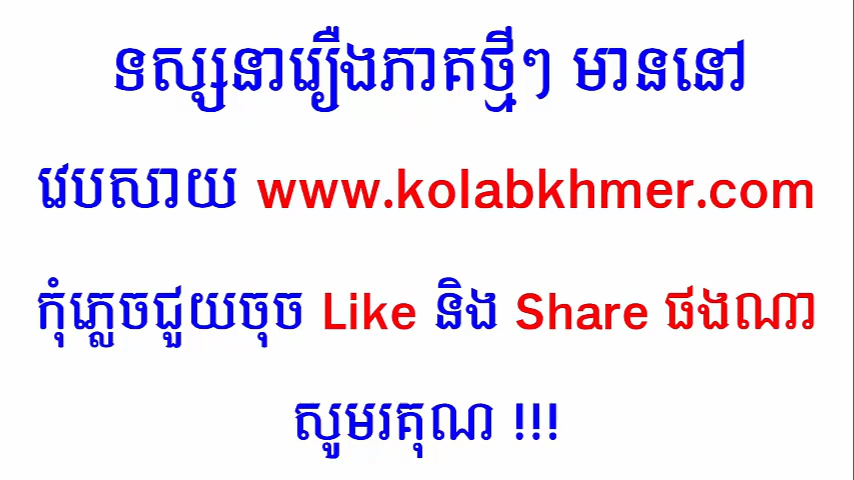 ទស្សនារឿងភាគថ្មីៗ មាននៅ
វេបសាយ www.kolabkhmer.com
កុំភ្លេចជួយចុច Like និង Share ផងណា
សូមរគុណ !!!